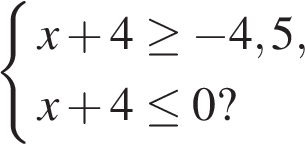 x + 4 ≥ −4,5,
x + 4 ≤ 0?